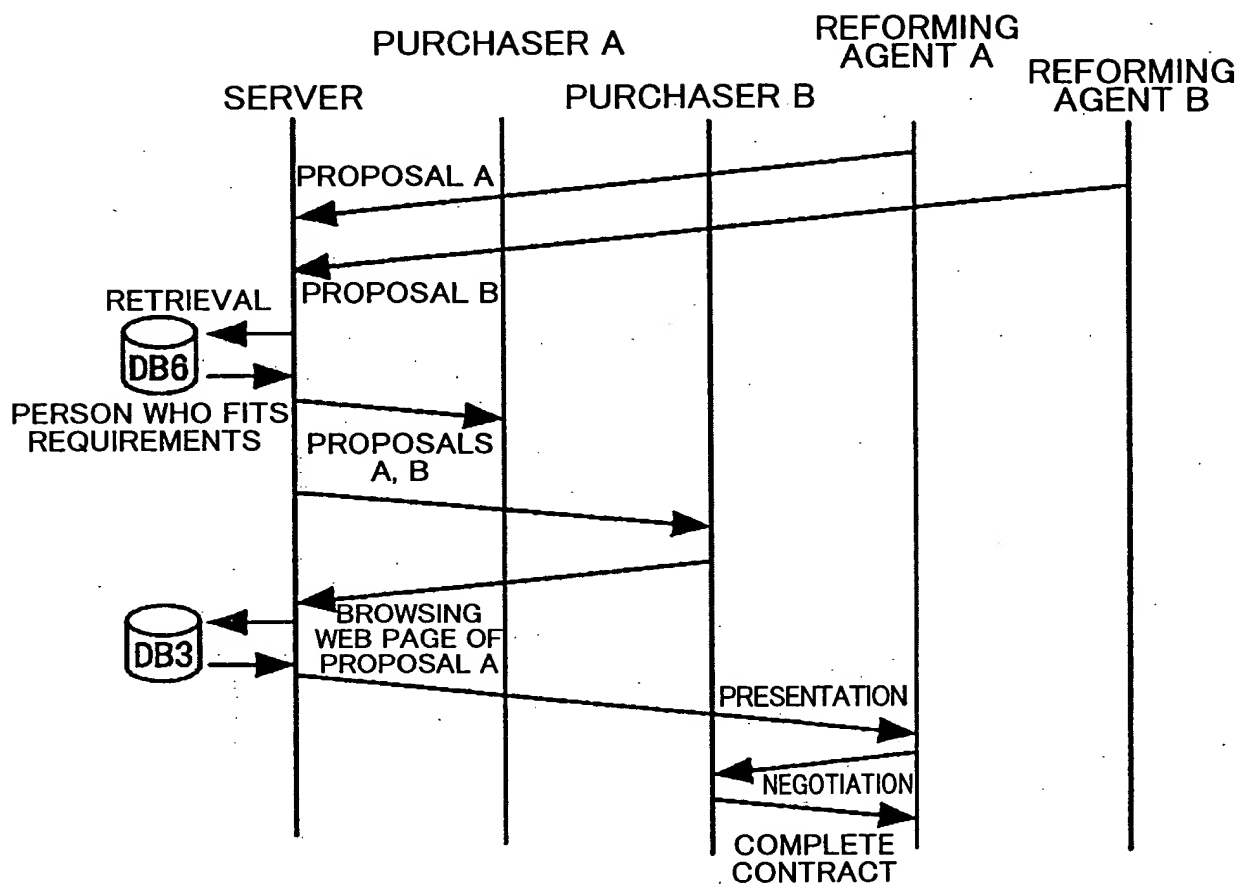 PURCHASER A
REFORMING
AGENT A
REFORMING
AGENT B
SERVER
PURCHASER B
PROPOSAL A
PROPOSAL B
RETRIEVAL
DB6
PERSON WHO FITS
REQUIREMENTS
PROPOSALS
A, B
BROWSING
WEB PAGE OF
PROPOSAL A
DB3
PRESENTATION
NEGOTIATION
COMPLETE
CONTRACT